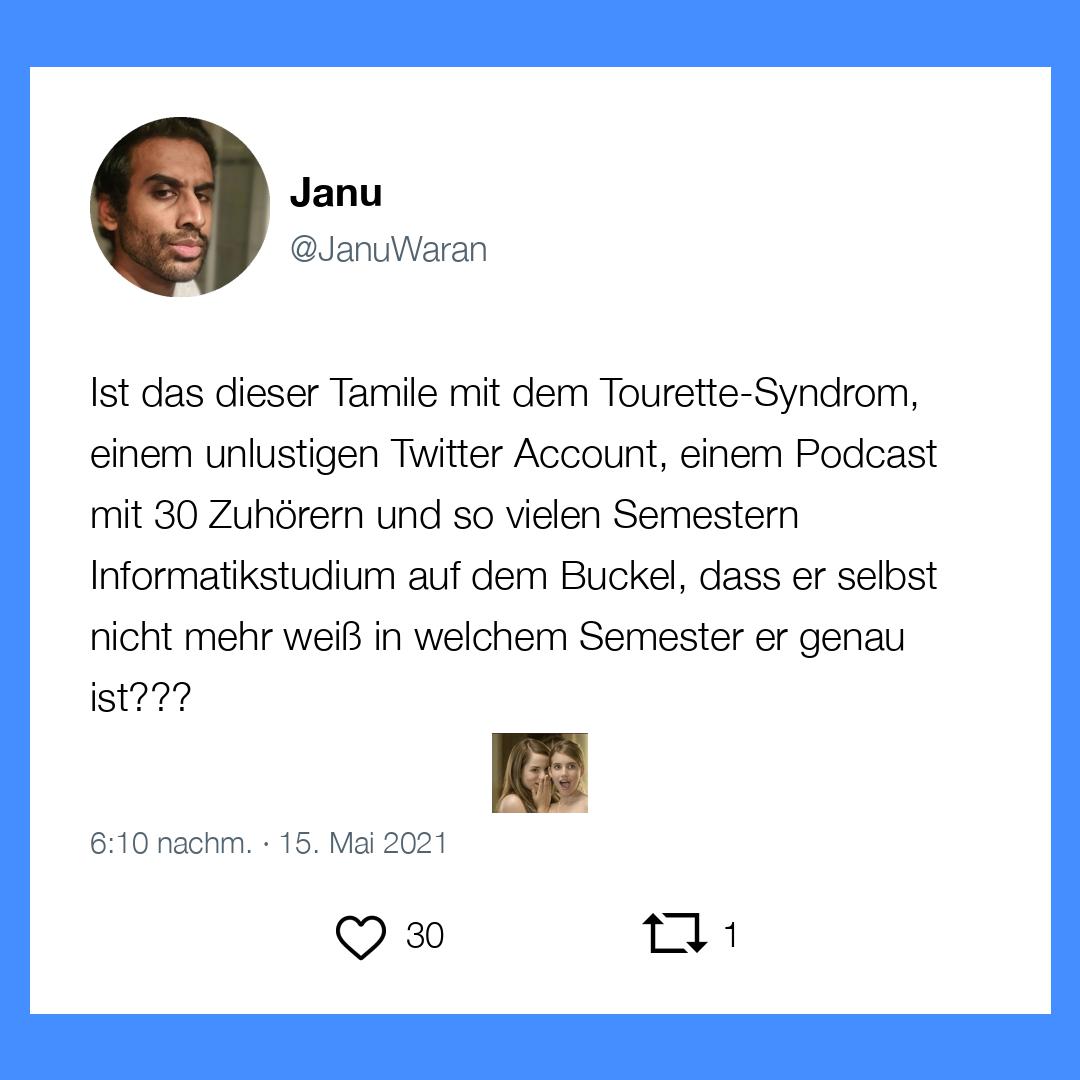 Janu
@JanuWaran
Ist das dieser Tamile mit dem Tourette-Syndrom,
einem unlustigen Twitter Account, einem Podcast
mit 30 Zuhörern und so vielen Semestern
Informatikstudium auf dem Buckel, dass er selbst
nicht mehr weiß in welchem Semester er genau
ist???
6:10 nachm. · 15. Mai 2021
30 1